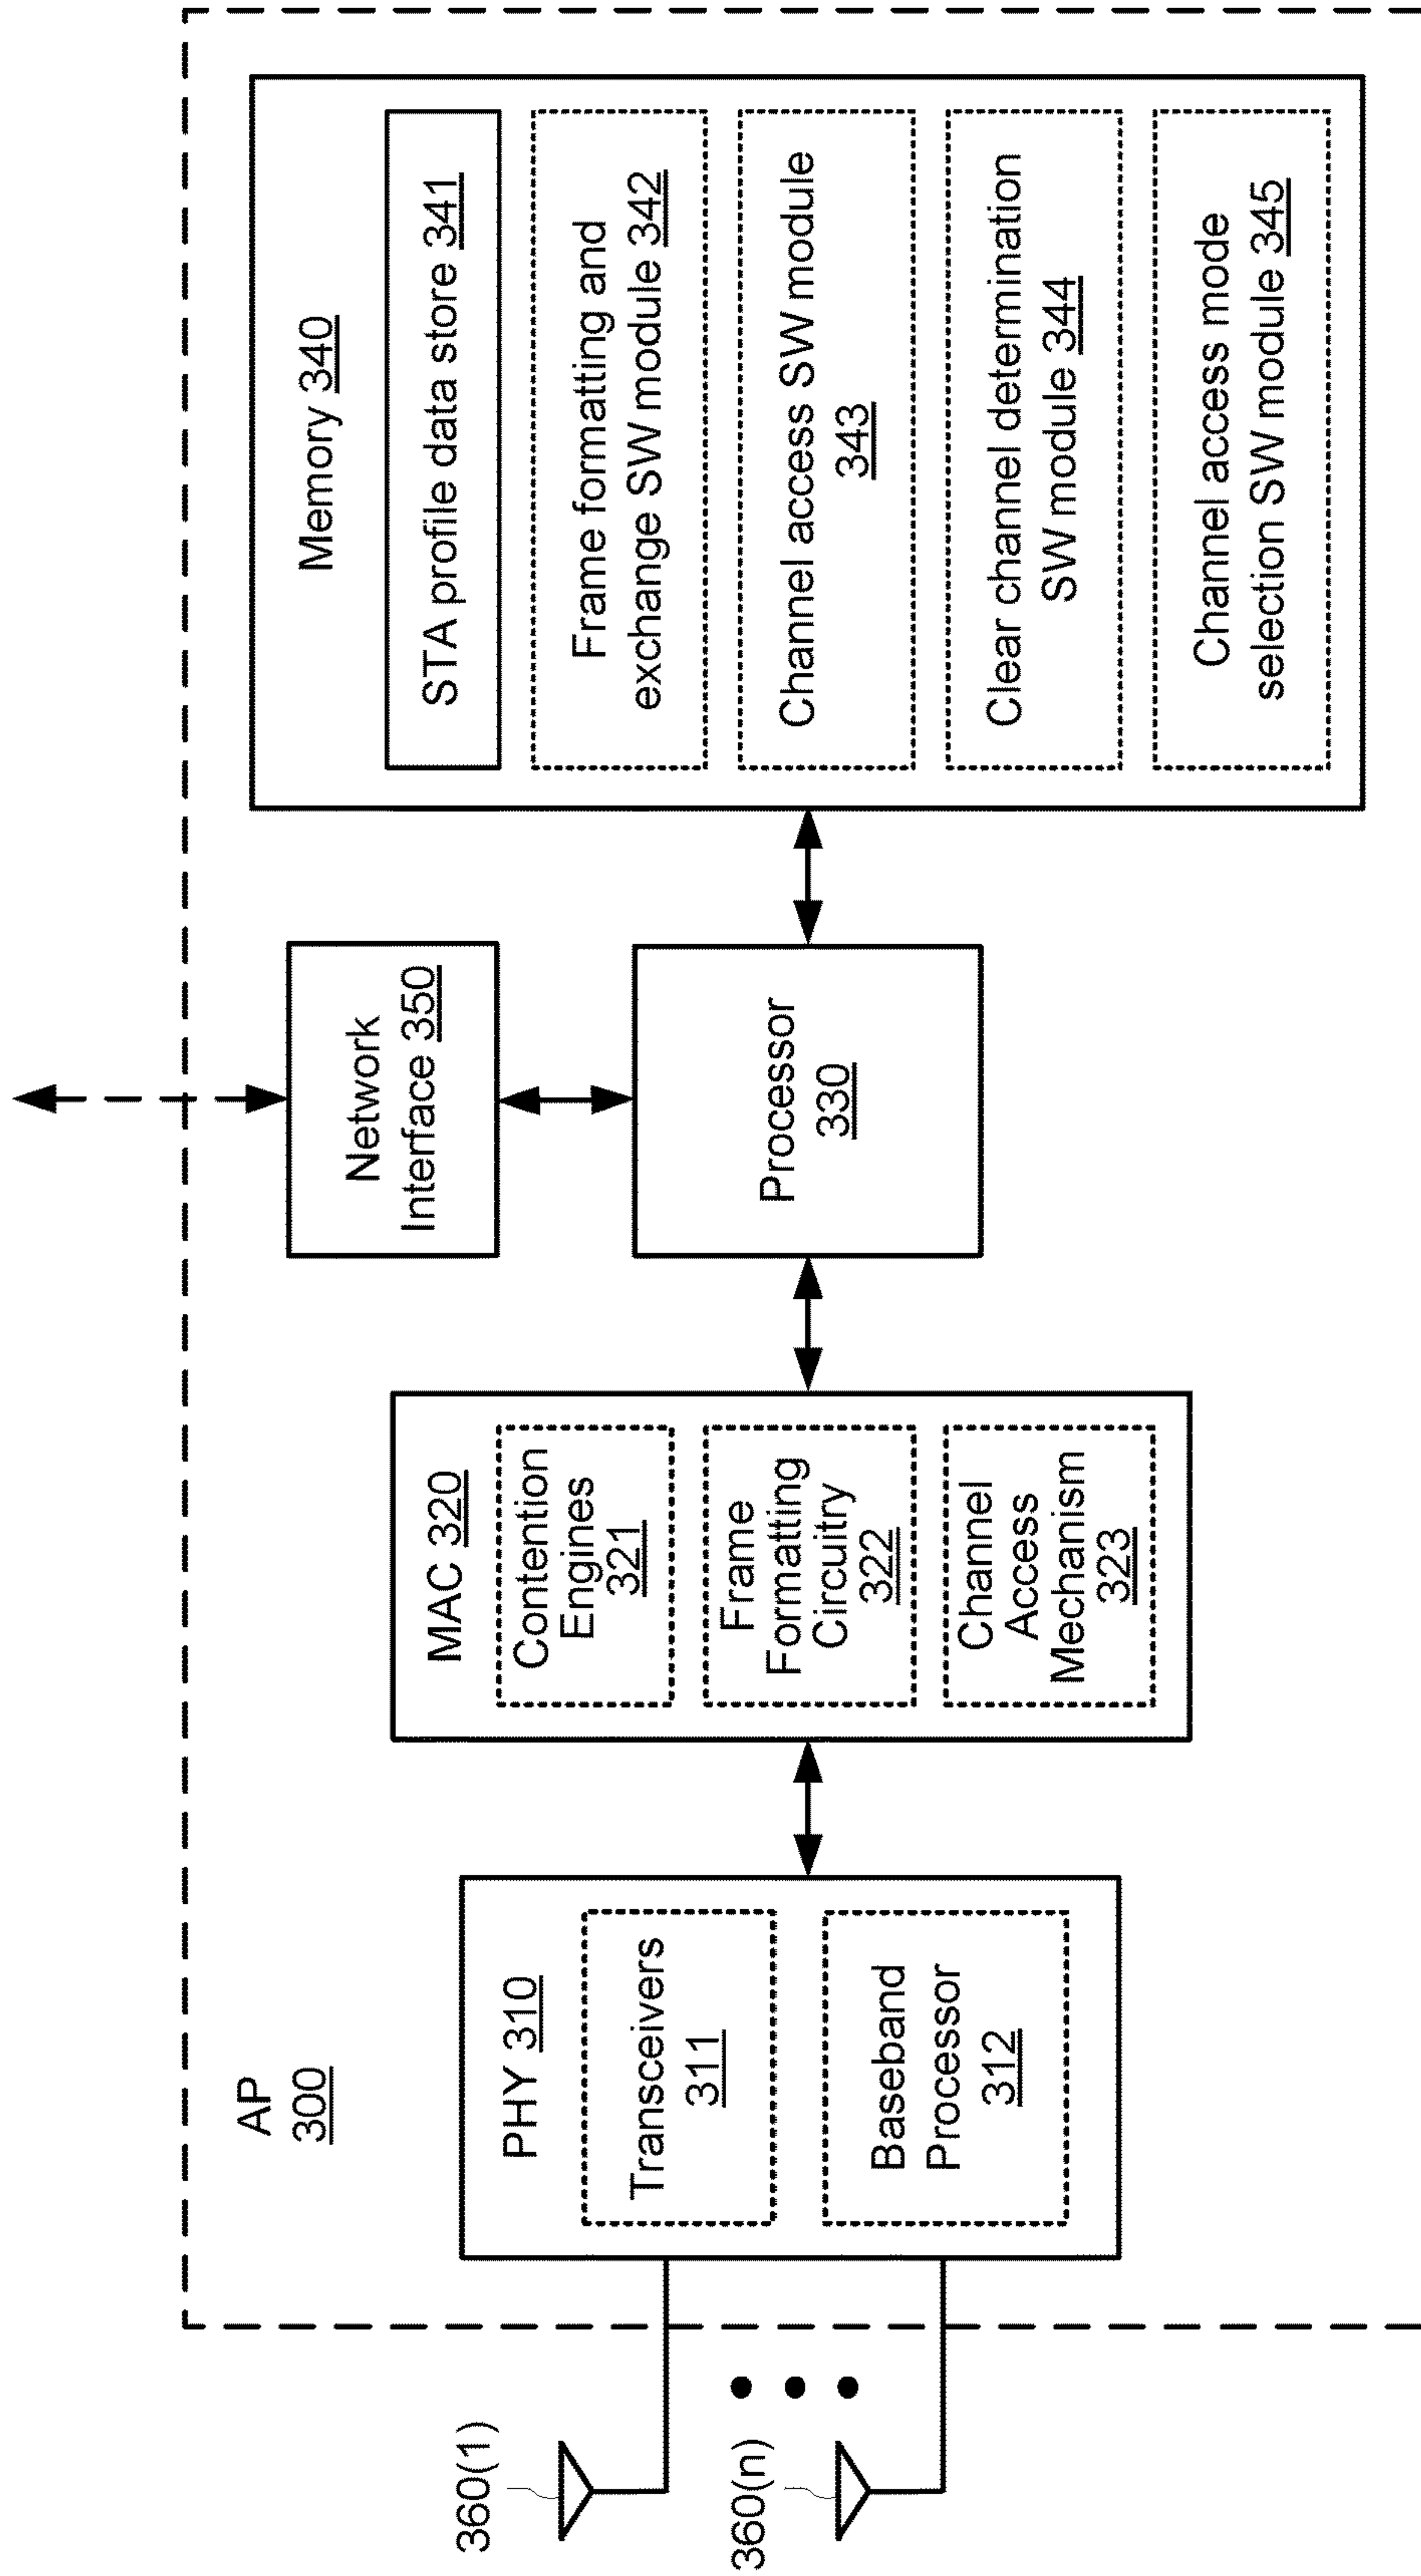 AP
300
360(1)
360(n)
PHY 310
Transceivers
311
Baseband
Processor
312
MAC 320
Contention
Engines
321
Frame
Formatting
Circuitry
322
Channel
Access
Mechanism
323
Network
Interface 350
Processor
330
Memory 340
STA profile data store 341
Frame formatting and
exchange SW module 342
Channel access SW module
343
Clear channel determination
SW module 344
Channel access mode
selection SW module 345